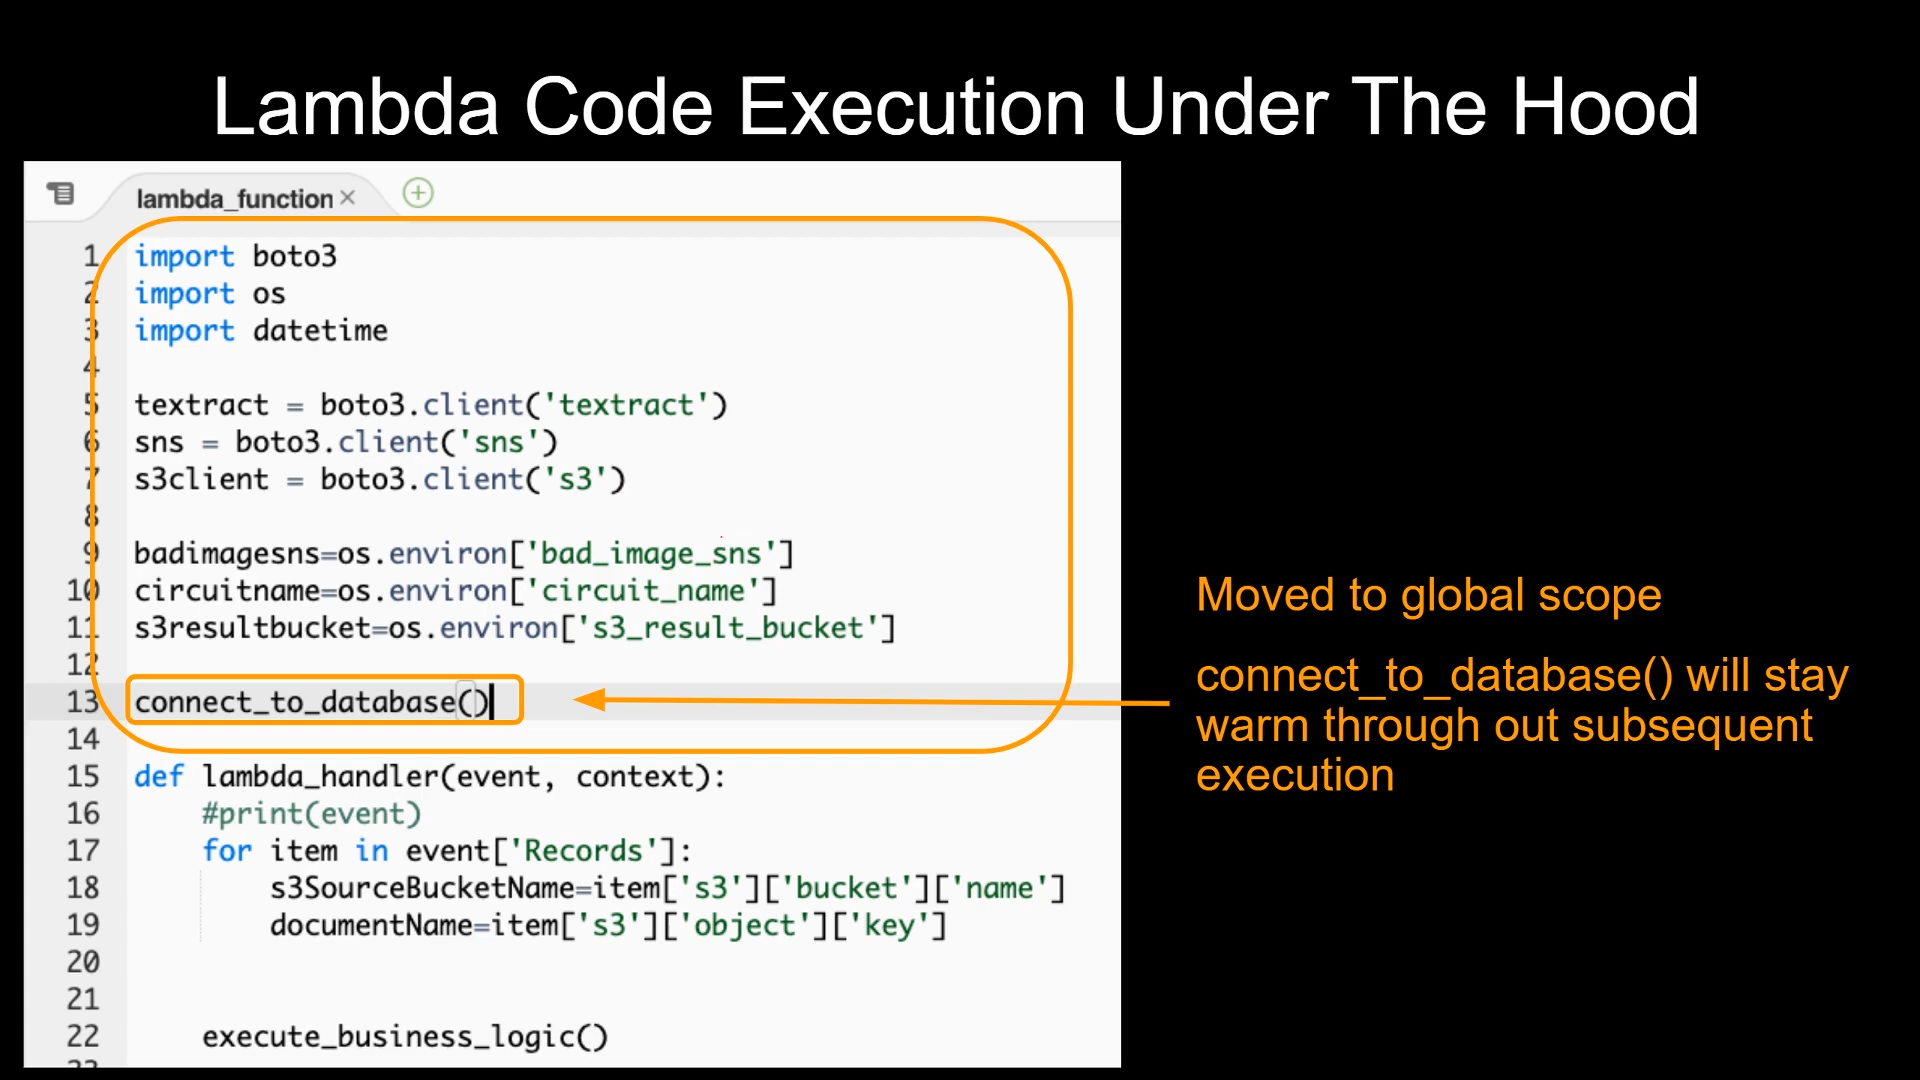 Lambda Code Execution Under The Hood
lambda_function ×
1 import boto3
2 import os
3 import datetime
4
5 textract = boto3.client('textract')
6 sns = boto3.client('sns')
7 s3client = boto3.client('s3')
8
9 badimagesns=os.environ['bad_image_sns']
10 circuitname=os.environ['circuit_name']
11 s3resultbucket=os.environ['s3_result_bucket']
12
13 connect_to_database()
14
15 def lambda_handler(event, context):
16 #print(event)
17 for item in event['Records']:
18 s3SourceBucketName=item['s3']['bucket']['name']
19 documentName=item['s3']['object']['key']
20
21
22 execute_business_logic()
Moved to global scope
connect_to_database() will stay
warm through out subsequent
execution